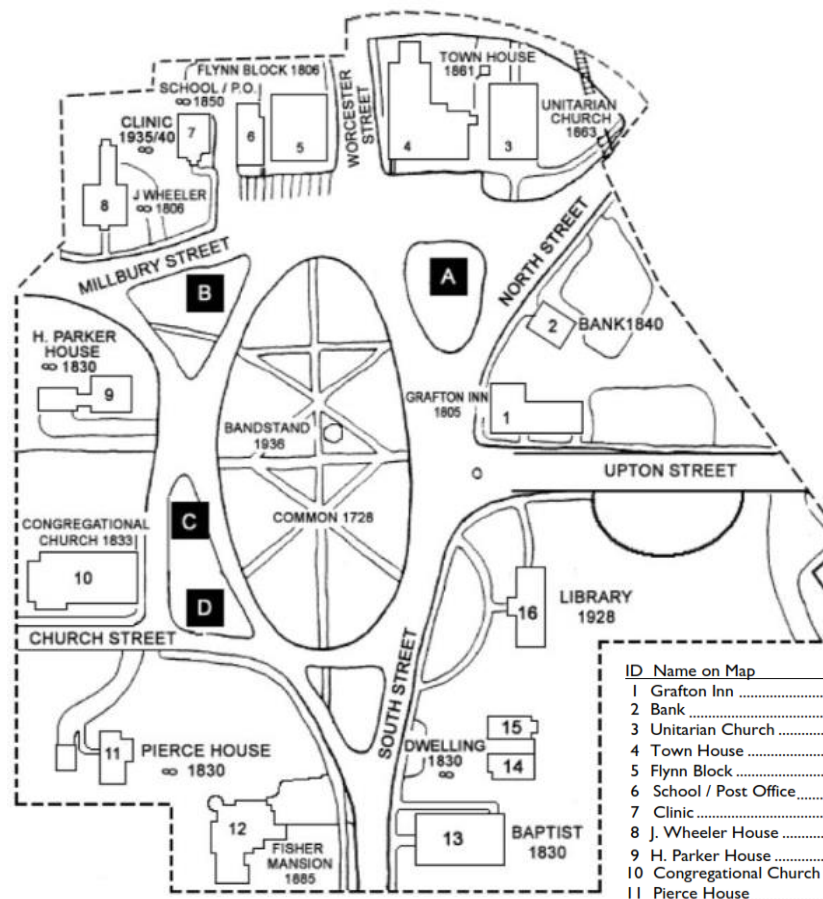 FLYNN BLOCK 1806
SCHOOL / P.O.
∞ 1850
CLINIC
1935/40
∞
7
6
5
WORCESTER
STREET
TOWN HOUSE
1861
4
3
UNITARIAN
CHURCH
1863
8
J WHEELER
∞ 1806
MILLBURY STREET
B
A
NORTH STREET
2
BANK1840
H. PARKER
HOUSE
∞ 1830
9
GRAFTON INN
1805
1
BANDSTAND
1936
UPTON STREET
C
COMMON 1728
CONGREGATIONAL
CHURCH 1833
10
D
CHURCH STREET
16
LIBRARY
1928
SOUTH STREET
11
PIERCE HOUSE
∞ 1830
DWELLING
1830
∞
15
14
12
FISHER
MANSION
1885
13
BAPTIST
1830
ID Name on Map
1 Grafton Inn ..............
2 Bank ..............
3 Unitarian Church .......
4 Town House ..............
5 Flynn Block ..............
6 School / Post Office.....
7 Clinic ..............
8 J. Wheeler House .......
9 H. Parker House .......
10 Congregational Church
11 Pierce House